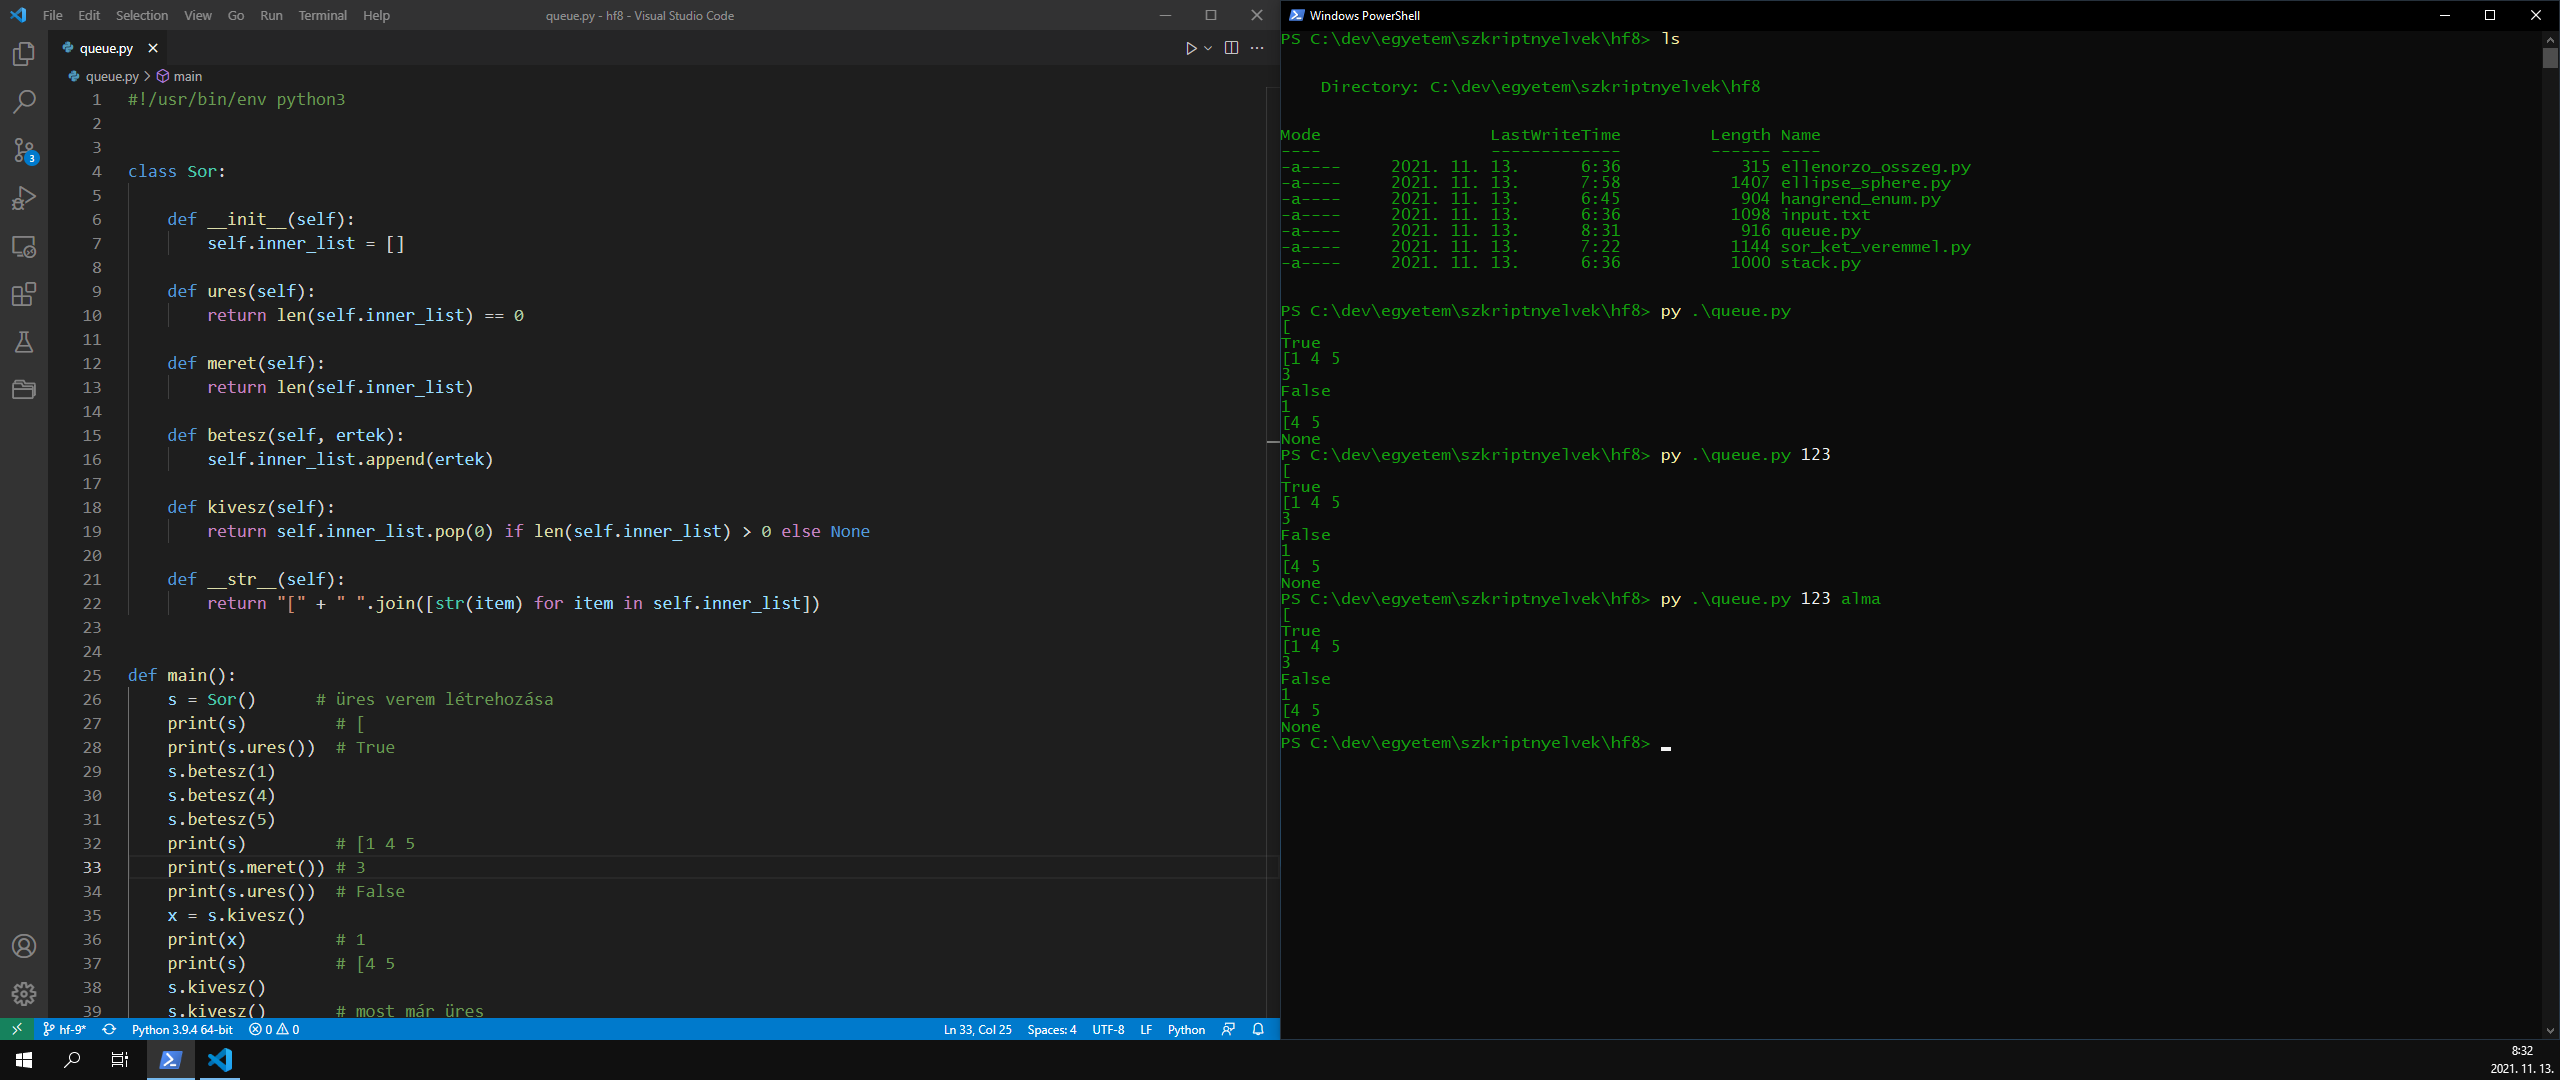 File Edit Selection View Go Run Terminal Help queue.py - hf8 - Visual Studio Code
queue.py
queue.py > main
1 #!/usr/bin/env python3
2
3
4 class Sor:
5
6     def __init__(self):
7         self.inner_list = []
8
9     def ures(self):
10         return len(self.inner_list) == 0
11
12     def meret(self):
13         return len(self.inner_list)
14
15     def betesz(self, ertek):
16         self.inner_list.append(ertek)
17
18     def kivesz(self):
19         return self.inner_list.pop(0) if len(self.inner_list) > 0 else None
20
21     def __str__(self):
22         return "[" + " ".join([str(item) for item in self.inner_list])
23
24
25 def main():
26     s = Sor()      # üres verem létrehozása
27     print(s)         # [
28     print(s.ures())  # True
29     s.betesz(1)
30     s.betesz(4)
31     s.betesz(5)
32     print(s)         # [1 4 5
33     print(s.meret()) # 3
34     print(s.ures())  # False
35     x = s.kivesz()
36     print(x)         # 1
37     print(s)         # [4 5
38     s.kivesz()
39     s.kivesz()       # most már üres
3
hf-9* Python 3.9.4 64-bit 0 0 Ln 33, Col 25 Spaces: 4 UTF-8 LF Python
Windows PowerShell
PS C:\dev\egyetem\szkriptnyelvek\hf8> ls
Directory: C:\dev\egyetem\szkriptnyelvek\hf8
Mode                 LastWriteTime         Length Name
----                 -------------         ------ ----
-a----     2021. 11. 13.      6:36            315 ellenorzo_osszeg.py
-a----     2021. 11. 13.      7:58           1407 ellipse_sphere.py
-a----     2021. 11. 13.      6:45            904 hangrend_enum.py
-a----     2021. 11. 13.      6:36           1098 input.txt
-a----     2021. 11. 13.      8:31            916 queue.py
-a----     2021. 11. 13.      7:22           1144 sor_ket_veremmel.py
-a----     2021. 11. 13.      6:36           1000 stack.py
PS C:\dev\egyetem\szkriptnyelvek\hf8> py .\queue.py
[
True
[1 4 5
3
False
1
[4 5
None
PS C:\dev\egyetem\szkriptnyelvek\hf8> py .\queue.py 123
[
True
[1 4 5
3
False
1
[4 5
None
PS C:\dev\egyetem\szkriptnyelvek\hf8> py .\queue.py 123 alma
[
True
[1 4 5
3
False
1
[4 5
None
PS C:\dev\egyetem\szkriptnyelvek\hf8>
8:32
2021. 11. 13.